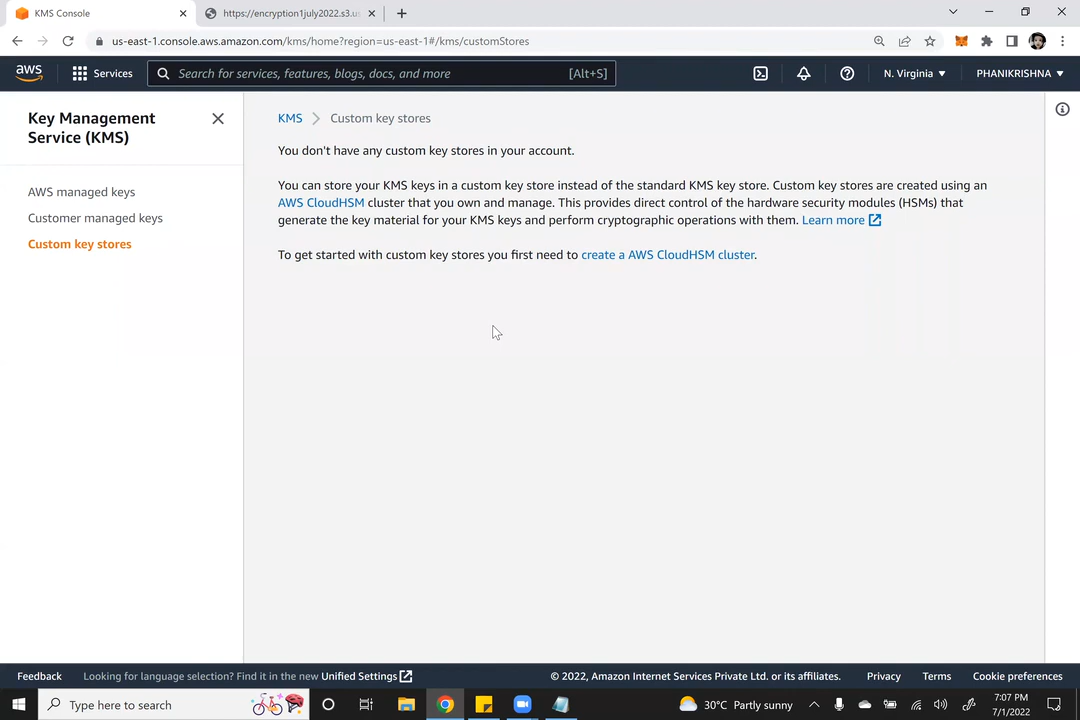 KMS Console
https://encryption1july2022.s3.us
us-east-1.console.aws.amazon.com/kms/home?region=us-east-1#/kms/customStores
aws
Services
Search for services, features, blogs, docs, and more
[Alt+S]
N. Virginia
PHANIKRISHNA
Key Management
Service (KMS)
AWS managed keys
Customer managed keys
Custom key stores
KMS
Custom key stores
You don't have any custom key stores in your account.
You can store your KMS keys in a custom key store instead of the standard KMS key store. Custom key stores are created using an
AWS CloudHSM cluster that you own and manage. This provides direct control of the hardware security modules (HSMs) that
generate the key material for your KMS keys and perform cryptographic operations with them. Learn more
To get started with custom key stores you first need to create a AWS CloudHSM cluster.
Feedback
Looking for language selection? Find it in the new Unified Settings
© 2022, Amazon Internet Services Private Ltd. or its affiliates.
Privacy
Terms
Cookie preferences
Type here to search
30°C Partly sunny
7:07 PM
7/1/2022